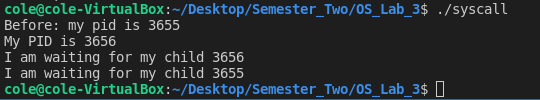 cole@cole-VirtualBox:~/Desktop/Semester_Two/OS_Lab_3$ ./syscall
Before: my pid is 3655
My PID is 3656
I am waiting for my child 3656
I am waiting for my child 3655
cole@cole-VirtualBox:~/Desktop/Semester_Two/OS_Lab_3$